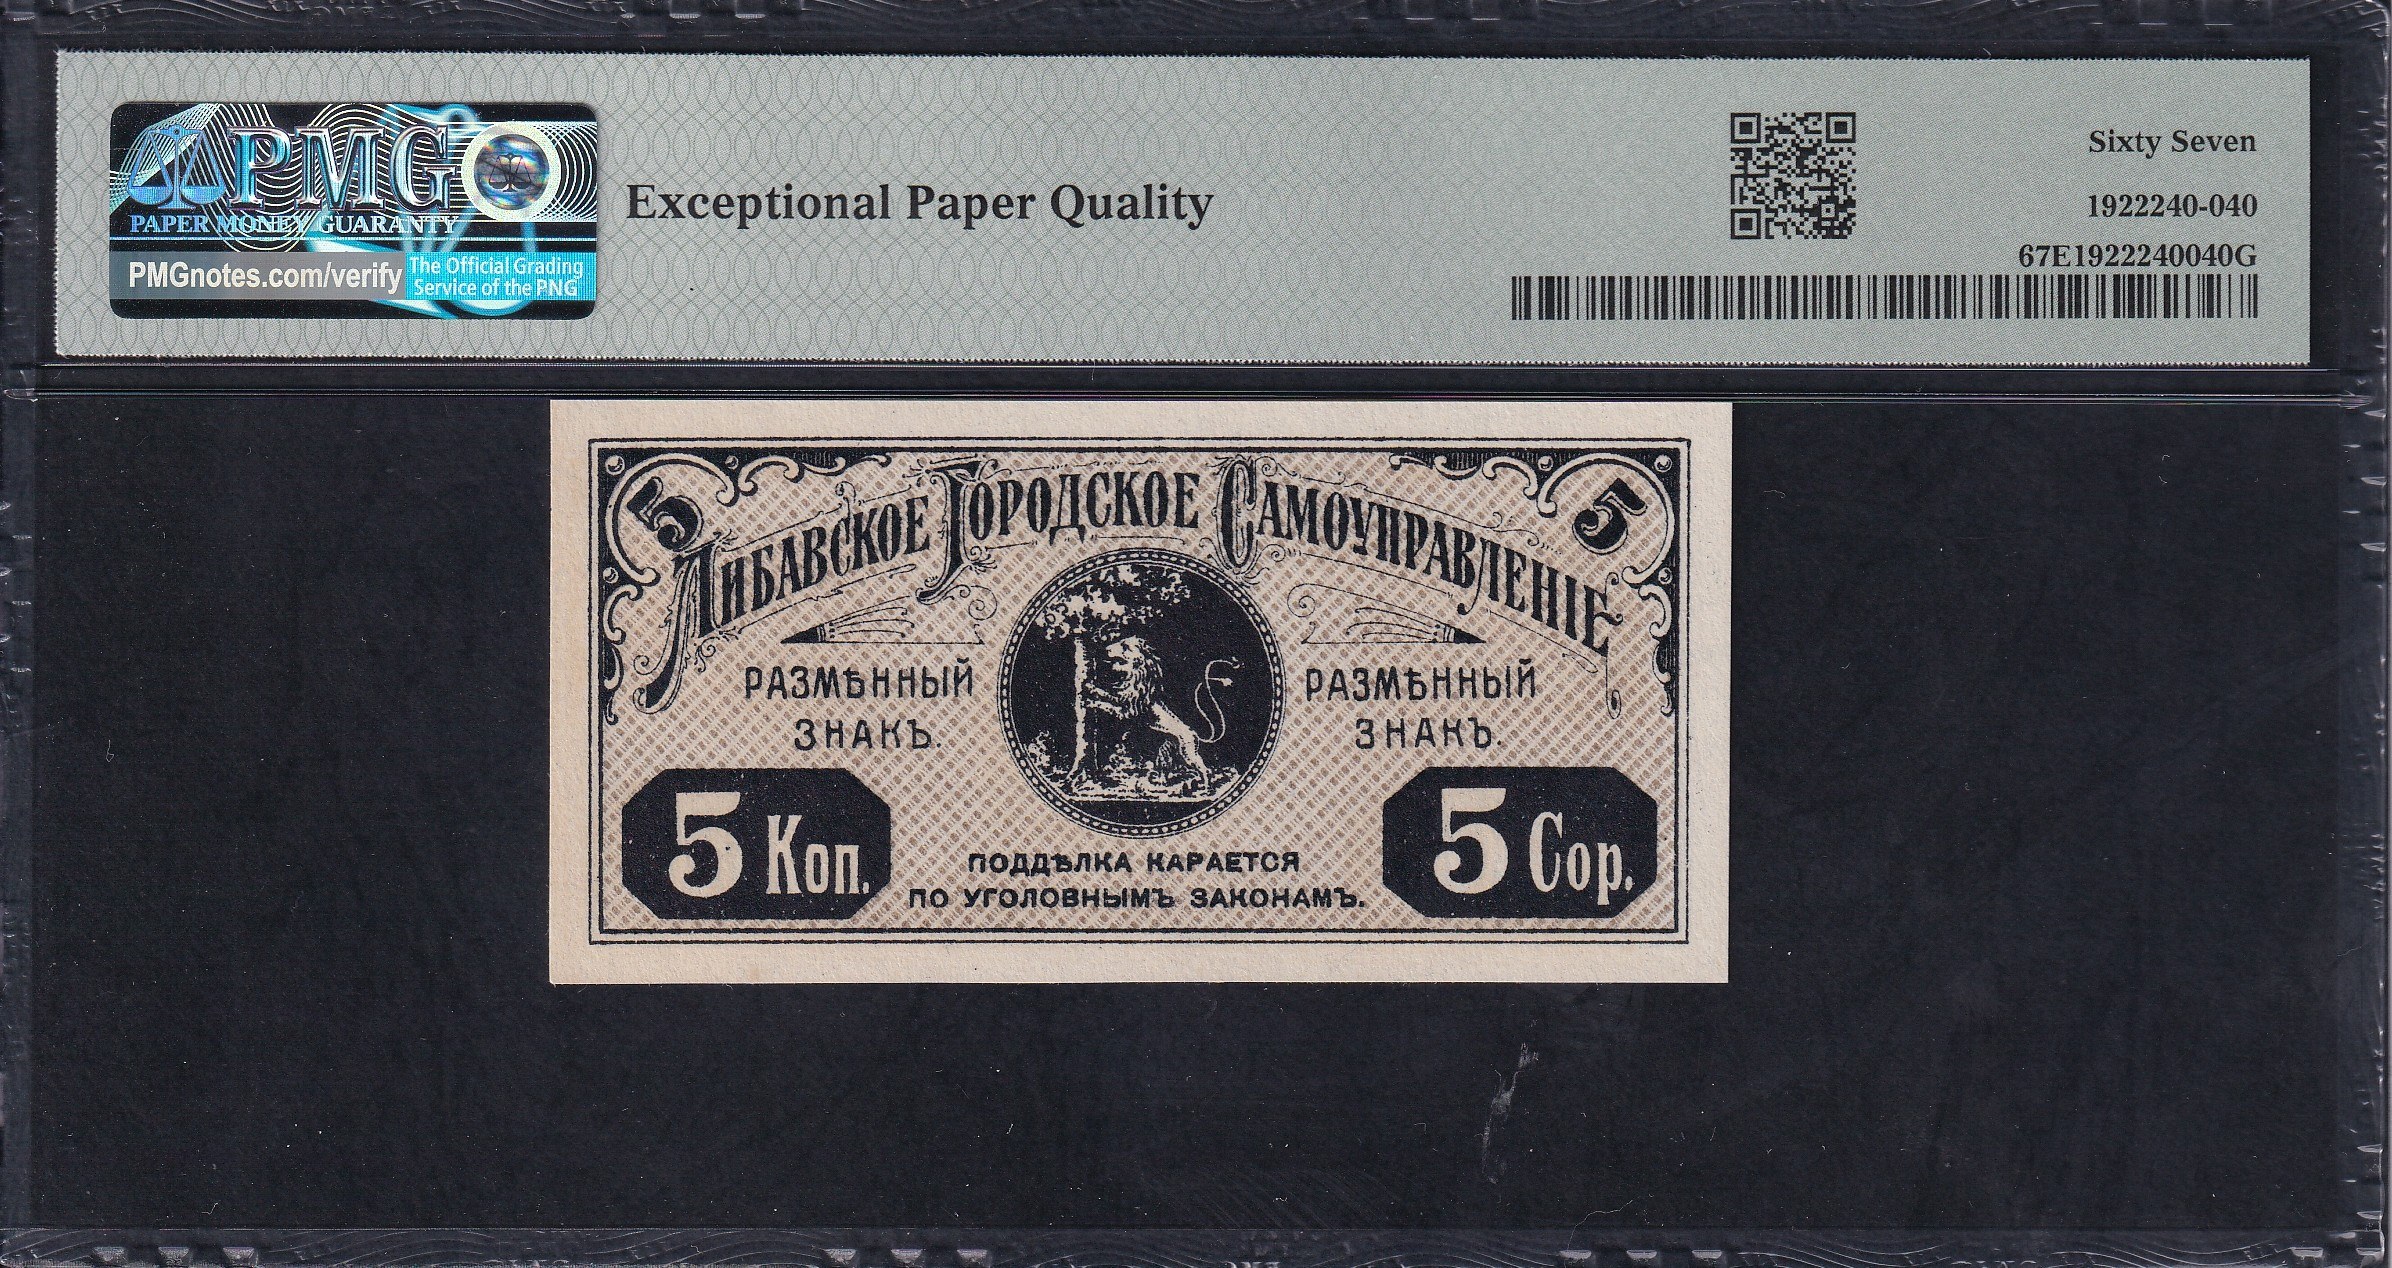 PMG
PAPER MONEY GUARANTY
PMGnotes.com/verify
The Official Grading
Service of the PNG
Exceptional Paper Quality
Sixty Seven
1922240-040
67E1922240040G
5 5
Либавское Городское Самоуправленіе
РАЗМѢННЫЙ
ЗНАКЪ.
РАЗМѢННЫЙ
ЗНАКЪ.
5 Коп.
5 Cop.
ПОДДѢЛКА КАРАЕТСЯ
ПО УГОЛОВНЫМЪ ЗАКОНАМЪ.